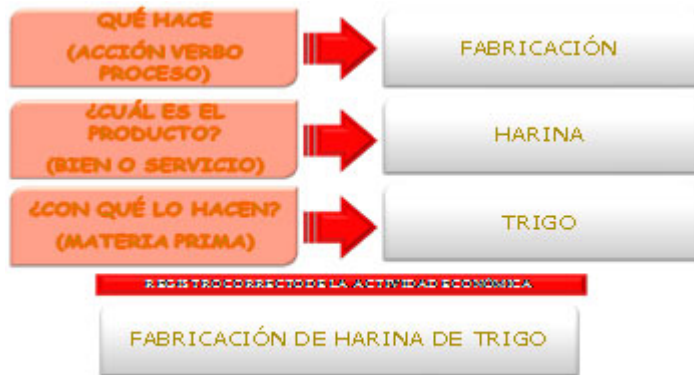 QUÉ HACE
(ACCIÓN VERBO
PROCESO)
FABRICACIÓN
¿CUÁL ES EL
PRODUCTO?
(BIEN O SERVICIO)
HARINA
¿CON QUÉ LO HACEN?
(MATERIA PRIMA)
TRIGO
REGISTRO CORRECTO DE LA ACTIVIDAD ECONÓMICA
FABRICACIÓN DE HARINA DE TRIGO